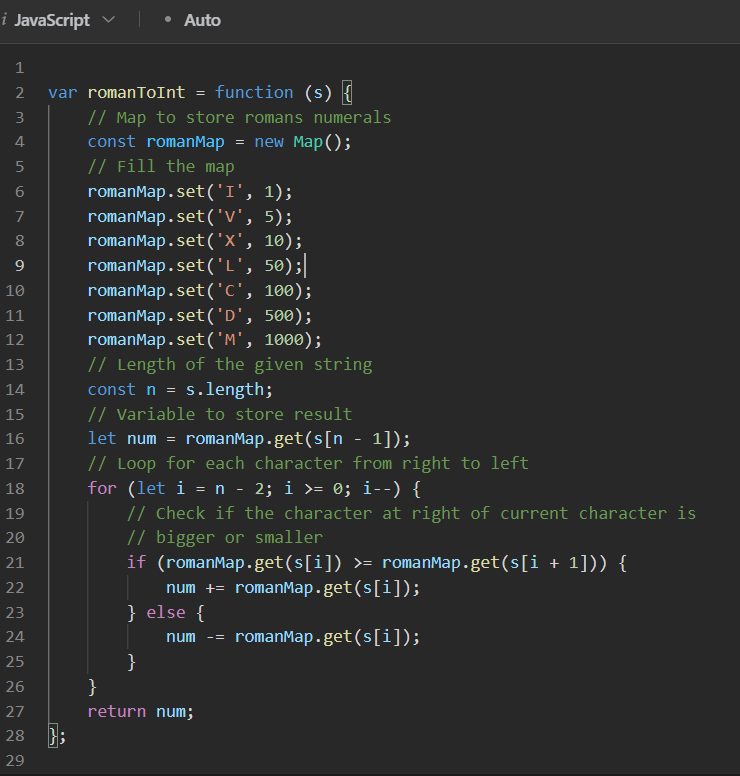 i JavaScript • Auto
1
2 var romanToInt = function (s) {
3     // Map to store romans numerals
4     const romanMap = new Map();
5     // Fill the map
6     romanMap.set('I', 1);
7     romanMap.set('V', 5);
8     romanMap.set('X', 10);
9     romanMap.set('L', 50);
10     romanMap.set('C', 100);
11     romanMap.set('D', 500);
12     romanMap.set('M', 1000);
13     // Length of the given string
14     const n = s.length;
15     // Variable to store result
16     let num = romanMap.get(s[n - 1]);
17     // Loop for each character from right to left
18     for (let i = n - 2; i >= 0; i--) {
19         // Check if the character at right of current character is
20         // bigger or smaller
21         if (romanMap.get(s[i]) >= romanMap.get(s[i + 1])) {
22             num += romanMap.get(s[i]);
23         } else {
24             num -= romanMap.get(s[i]);
25         }
26     }
27     return num;
28 };
29